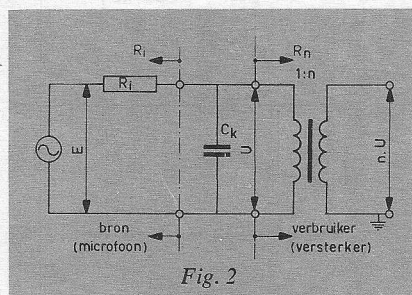 Ri Rn
1:n
Ri
E Ck U n.U
bron verbruiker
(microfoon) (versterker)
Fig. 2